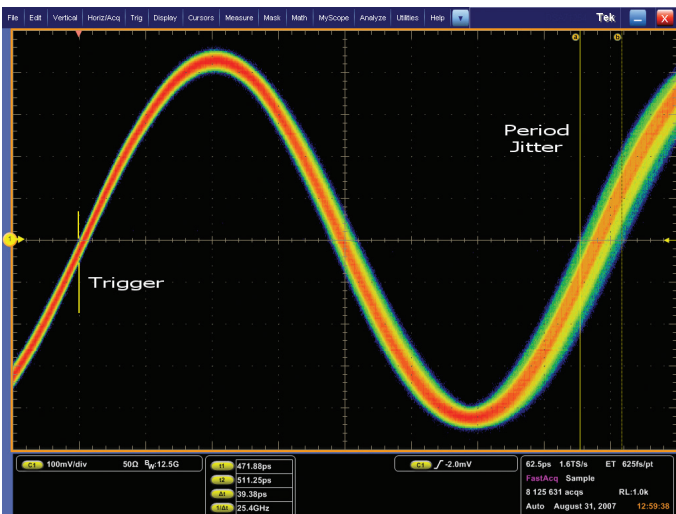 File Edit Vertical Horiz/Acq Trig Display Cursors Measure Mask Math MyScope Analyze Utilities Help Tek X
a b
Period
Jitter
1
Trigger
C1 100mV/div 50Ω BW:12.5G
t1 471.88ps
t2 511.25ps
Δt 39.38ps
1/Δt 25.4GHz
C1 -2.0mV
62.5ps 1.6TS/s ET 625fs/pt
FastAcq Sample
8 125 631 acqs RL:1.0k
Auto August 31, 2007 12:59:38